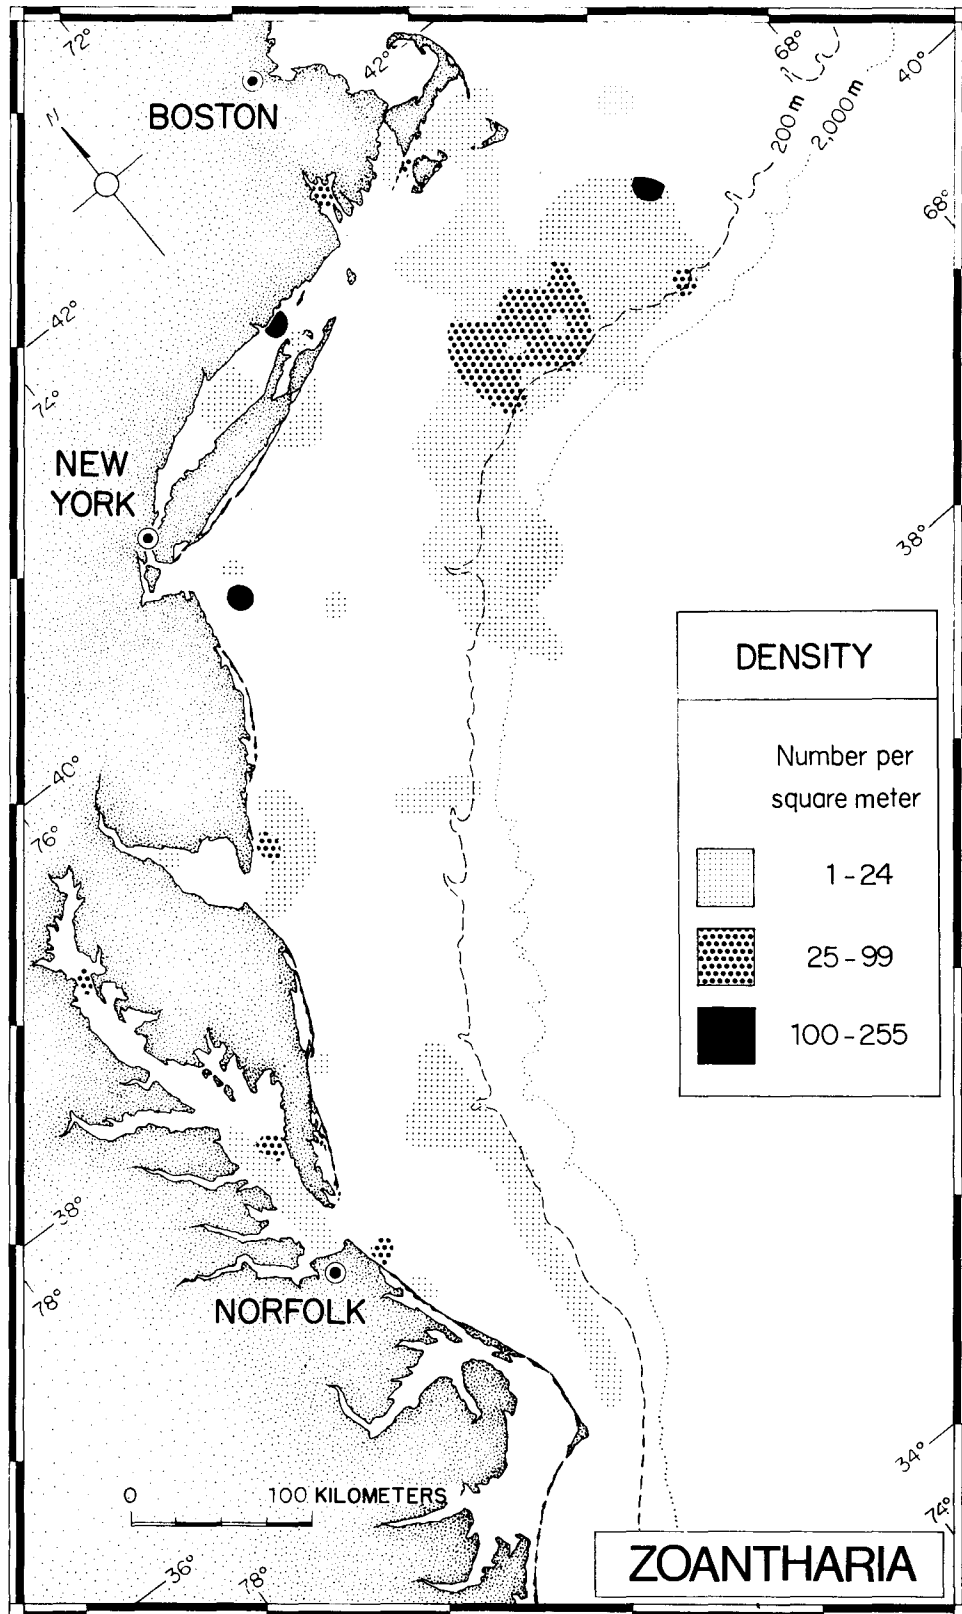 72°
42°
68°
40°
BOSTON
N
200 m
2,000 m
68°
42°
74°
NEW
YORK
38°
DENSITY
Number per
square meter
1-24
25-99
100-255
40°
76°
38°
78°
NORFOLK
34°
74°
0 100 KILOMETERS
36°
78°
ZOANTHARIA